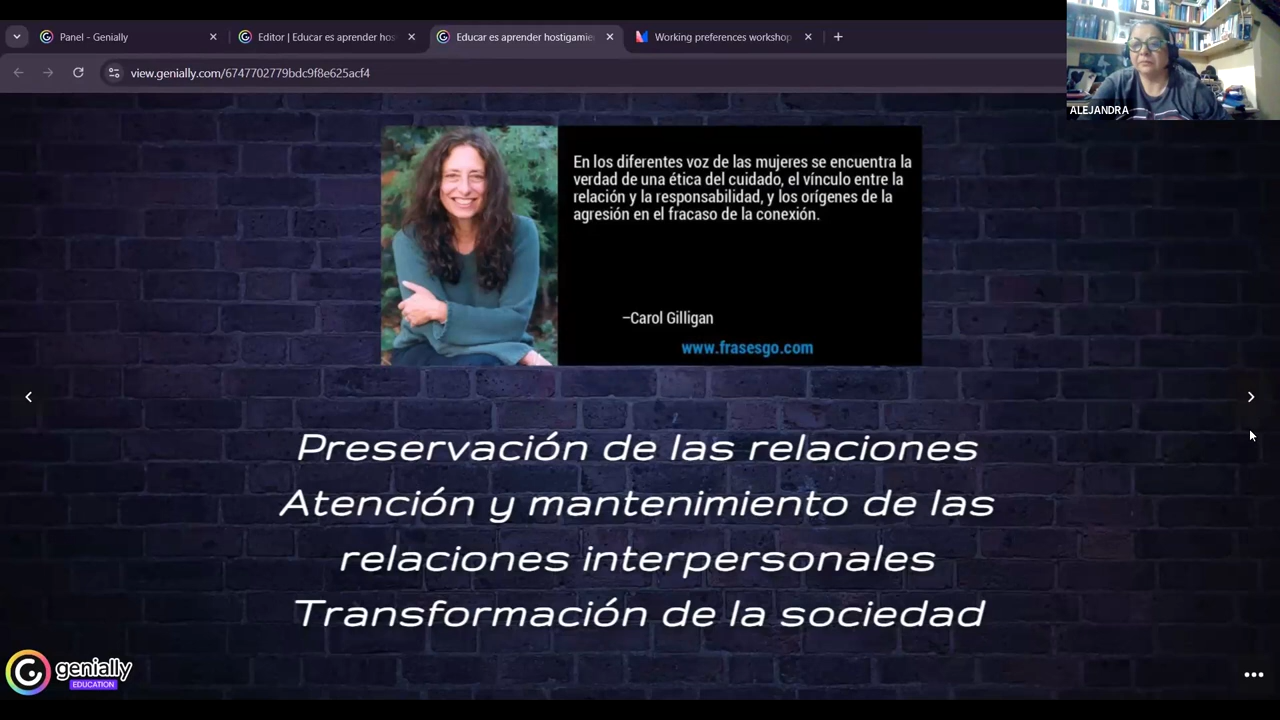 Panel - Genially
Editor | Educar es aprender hos
Educar es aprender hostigamie
Working preferences workshop
view.genially.com/6747702779bdc9f8e625acf4
ALEJANDRA
En los diferentes voz de las mujeres se encuentra la
verdad de una ética del cuidado, el vínculo entre la
relación y la responsabilidad, y los orígenes de la
agresión en el fracaso de la conexión.
–Carol Gilligan
www.frasesgo.com
Preservación de las relaciones
Atención y mantenimiento de las
relaciones interpersonales
Transformación de la sociedad
genially
EDUCATION